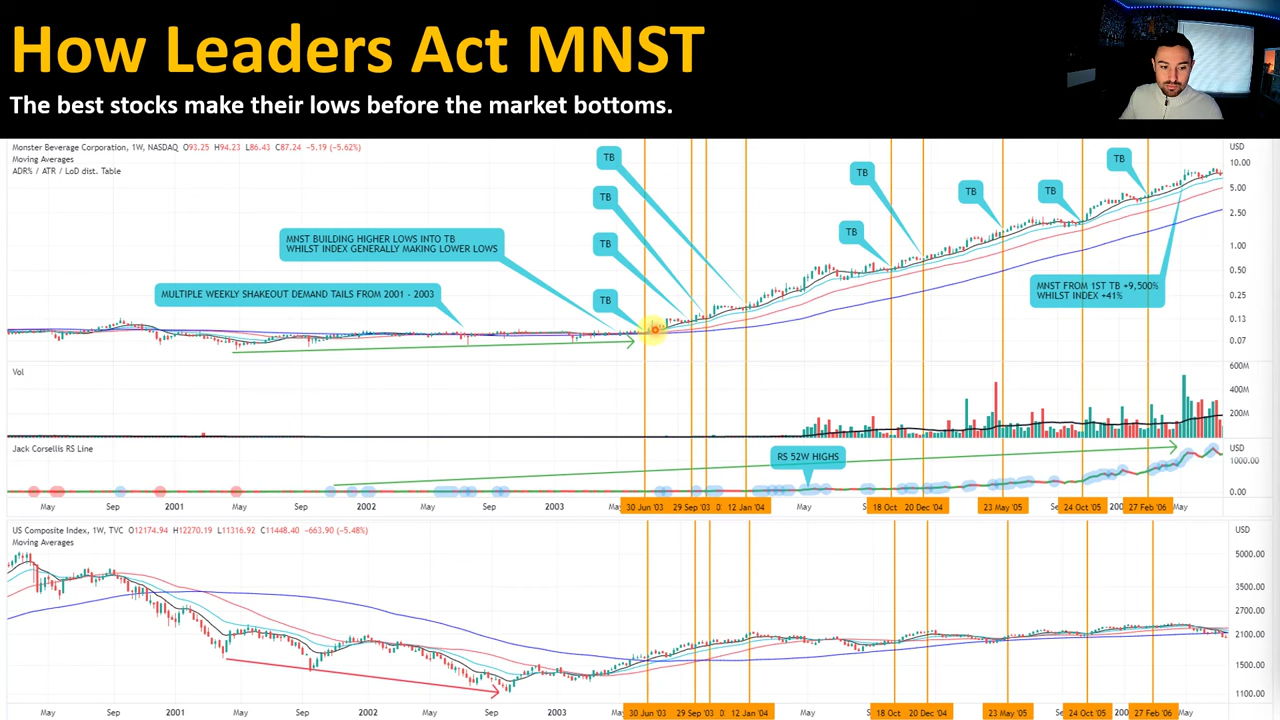 How Leaders Act MNST
The best stocks make their lows before the market bottoms.
Monster Beverage Corporation, 1W, NASDAQ O93.25 H94.23 L86.43 C87.24 −5.19 (−5.62%)
Moving Averages
ADR% / ATR / LoD dist. Table
USD
10.00
5.00
2.50
1.00
0.50
0.25
0.13
0.07
TB
TB
TB
TB
TB
TB
TB
TB
TB
MNST BUILDING HIGHER LOWS INTO TB
WHILST INDEX GENERALLY MAKING LOWER LOWS
MULTIPLE WEEKLY SHAKEOUT DEMAND TAILS FROM 2001 - 2003
MNST FROM 1ST TB +9,500%
WHILST INDEX +41%
Vol
600M
400M
200M
Jack Corsellis RS Line
RS 52W HIGHS
USD
1000.00
0.00
May Sep 2001 May Sep 2002 May Sep 2003 30 Jun '03 29 Sep '03 12 Jan '04 May 18 Oct 20 Dec '04 23 May '05 24 Oct '05 27 Feb '06 May
US Composite Index, 1W, TVC O12174.94 H12270.19 L11316.92 C11448.40 −663.90 (−5.48%)
Moving Averages
USD
5000.00
3500.00
2700.00
2100.00
1500.00
1100.00
May Sep 2001 May Sep 2002 May Sep 2003 30 Jun '03 29 Sep '03 12 Jan '04 May 18 Oct 20 Dec '04 23 May '05 24 Oct '05 27 Feb '06 May